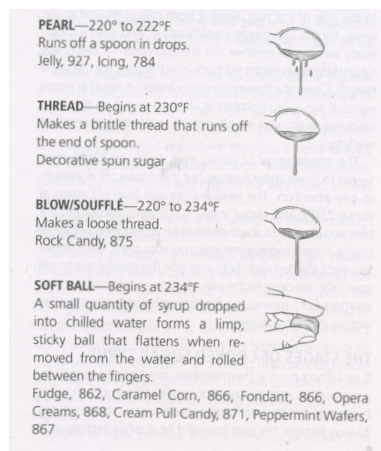 PEARL—220° to 222°F
Runs off a spoon in drops.
Jelly, 927, Icing, 784
THREAD—Begins at 230°F
Makes a brittle thread that runs off
the end of spoon.
Decorative spun sugar
BLOW/SOUFFLÉ—220° to 234°F
Makes a loose thread.
Rock Candy, 875
SOFT BALL—Begins at 234°F
A small quantity of syrup dropped
into chilled water forms a limp,
sticky ball that flattens when re-
moved from the water and rolled
between the fingers.
Fudge, 862, Caramel Corn, 866, Fondant, 866, Opera
Creams, 868, Cream Pull Candy, 871, Peppermint Wafers,
867